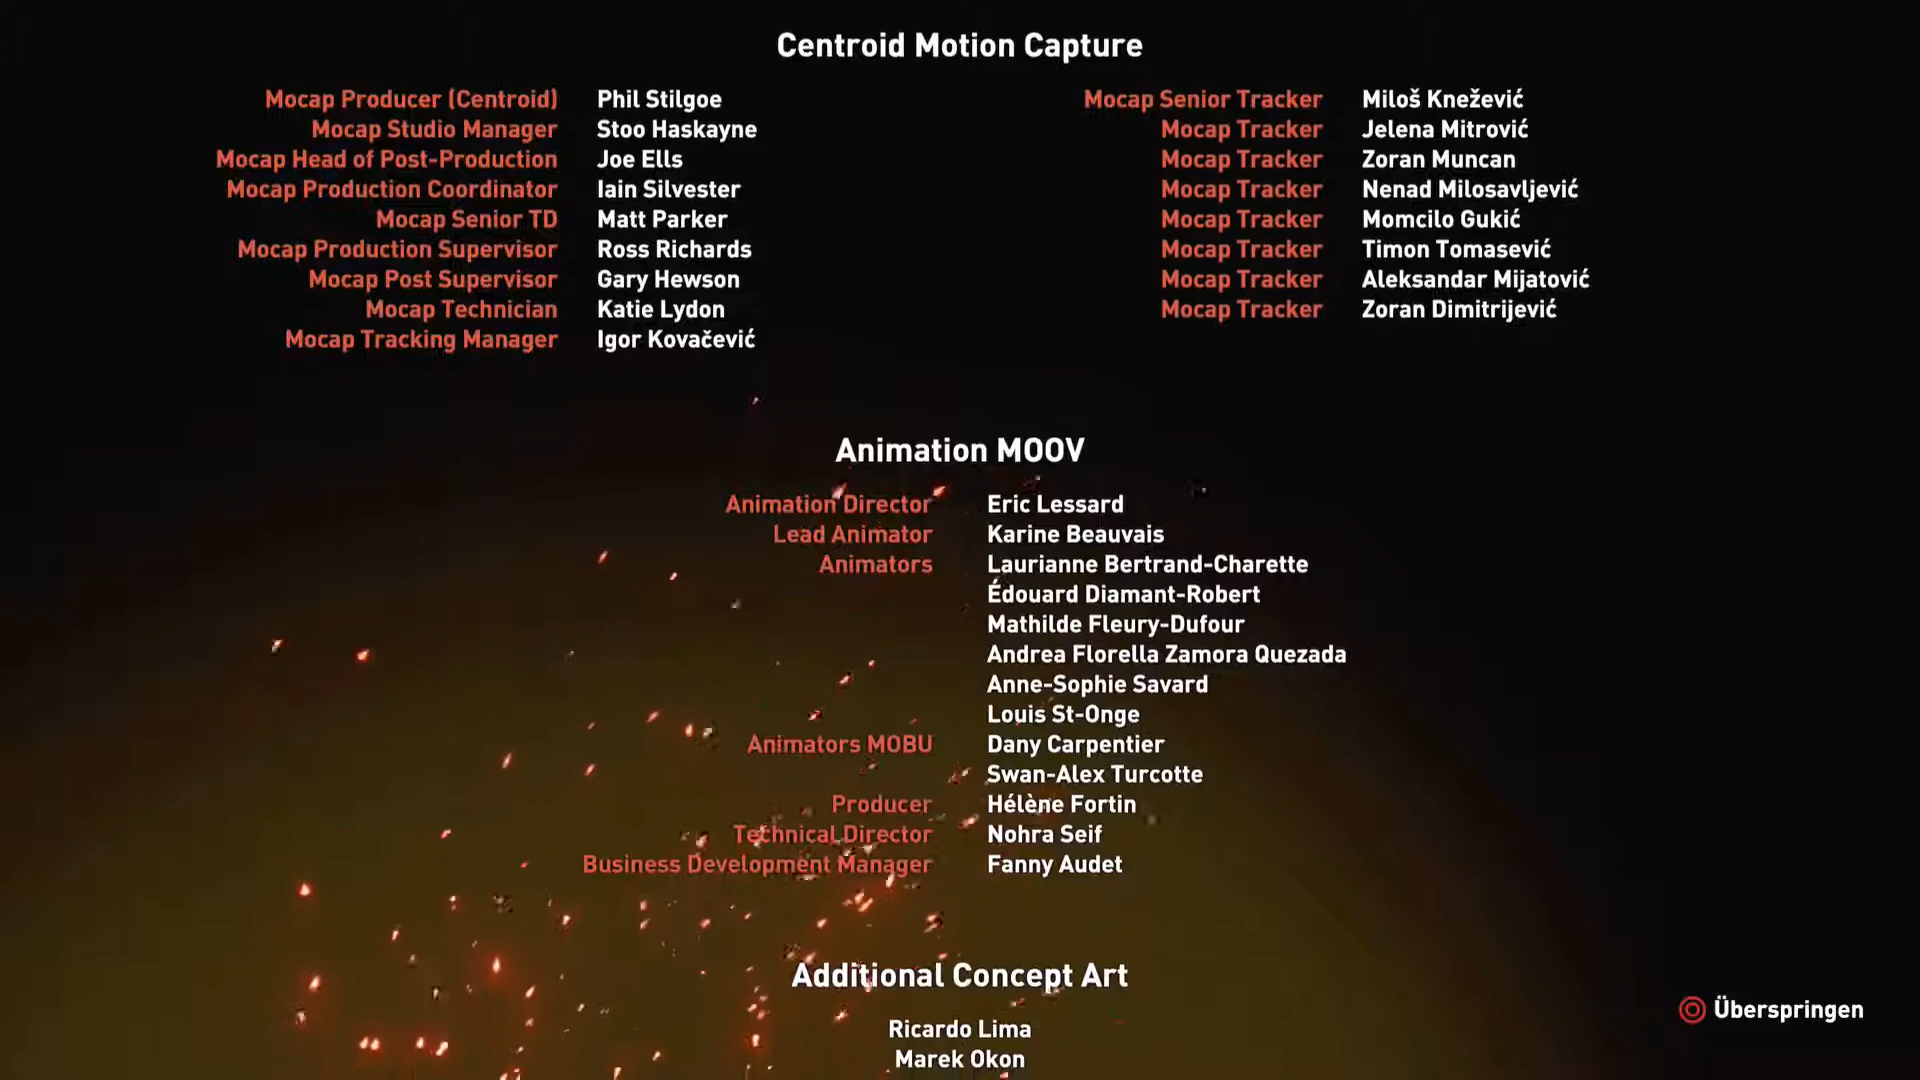 Centroid Motion Capture
Mocap Producer (Centroid) Phil Stilgoe
Mocap Studio Manager Stoo Haskayne
Mocap Head of Post-Production Joe Ells
Mocap Production Coordinator Iain Silvester
Mocap Senior TD Matt Parker
Mocap Production Supervisor Ross Richards
Mocap Post Supervisor Gary Hewson
Mocap Technician Katie Lydon
Mocap Tracking Manager Igor Kovačević
Mocap Senior Tracker Miloš Knežević
Mocap Tracker Jelena Mitrović
Mocap Tracker Zoran Muncan
Mocap Tracker Nenad Milosavljević
Mocap Tracker Momcilo Gukić
Mocap Tracker Timon Tomasević
Mocap Tracker Aleksandar Mijatović
Mocap Tracker Zoran Dimitrijević
Animation MOOV
Animation Director Eric Lessard
Lead Animator Karine Beauvais
Animators Laurianne Bertrand-Charette
Édouard Diamant-Robert
Mathilde Fleury-Dufour
Andrea Florella Zamora Quezada
Anne-Sophie Savard
Louis St-Onge
Animators MOBU Dany Carpentier
Swan-Alex Turcotte
Producer Hélène Fortin
Technical Director Nohra Seif
Business Development Manager Fanny Audet
Additional Concept Art
Ricardo Lima
Marek Okon
Überspringen